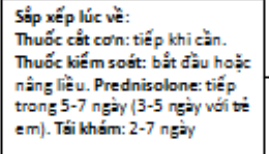 Sắp xếp lúc về:
Thuốc cắt cơn: tiếp khi cần.
Thuốc kiểm soát: bắt đầu hoặc
nâng liều. Prednisolone: tiếp
trong 5-7 ngày (3-5 ngày với trẻ
em). Tái khám: 2-7 ngày